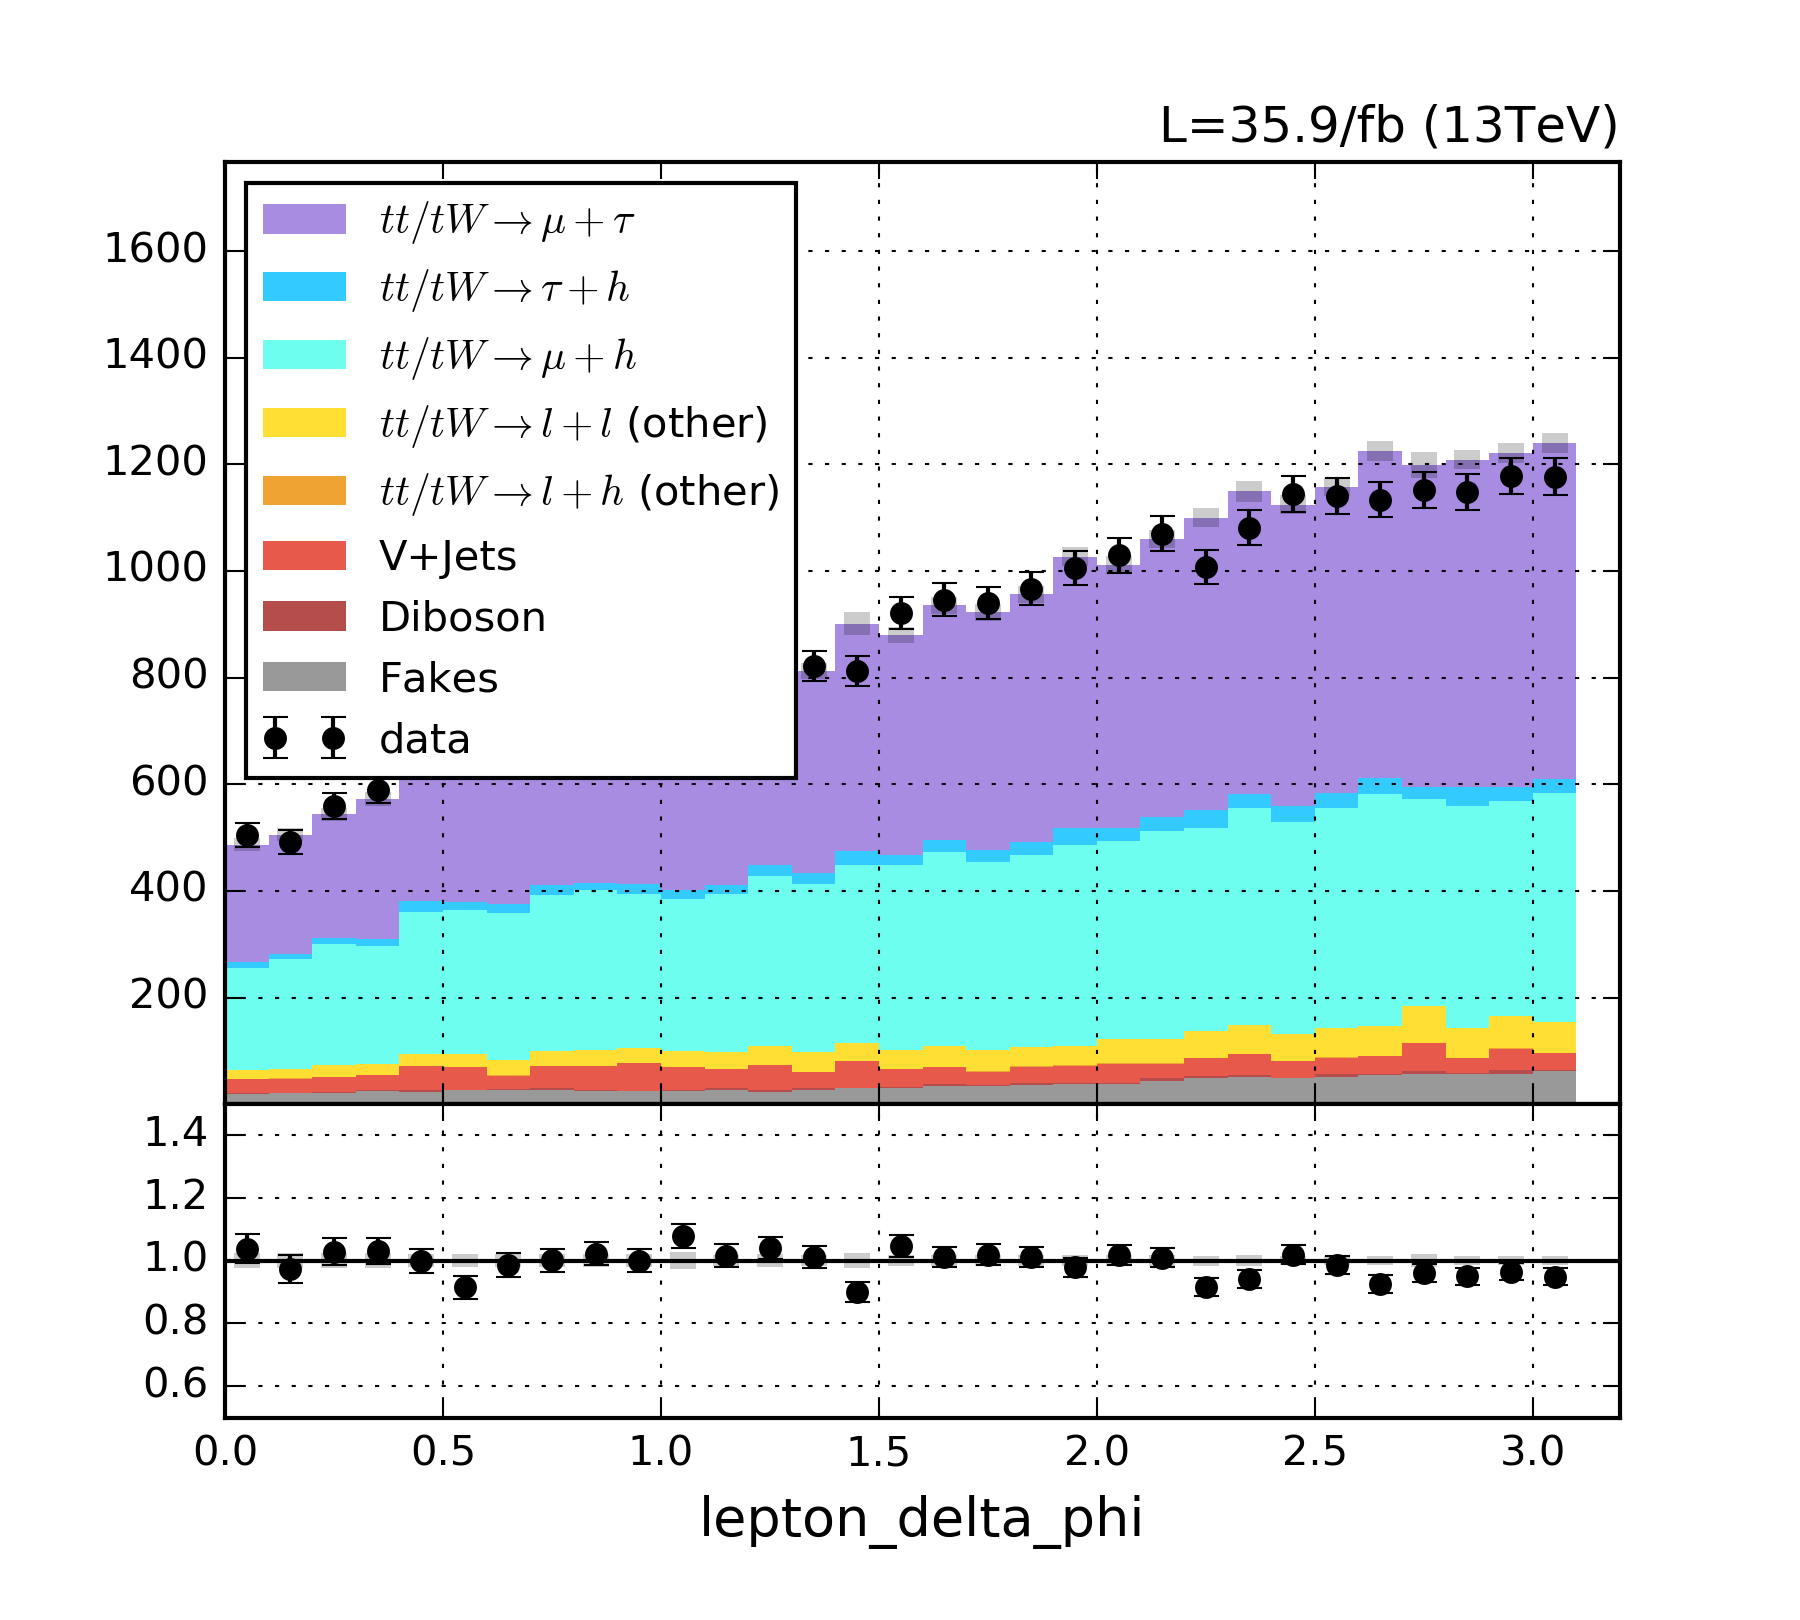 L=35.9/fb (13TeV)
tt/tW → μ + τ
tt/tW → τ + h
tt/tW → μ + h
tt/tW → l + l (other)
tt/tW → l + h (other)
V+Jets
Diboson
Fakes
data
1600
1400
1200
1000
800
600
400
200
1.4
1.2
1.0
0.8
0.6
0.0 0.5 1.0 1.5 2.0 2.5 3.0
lepton_delta_phi